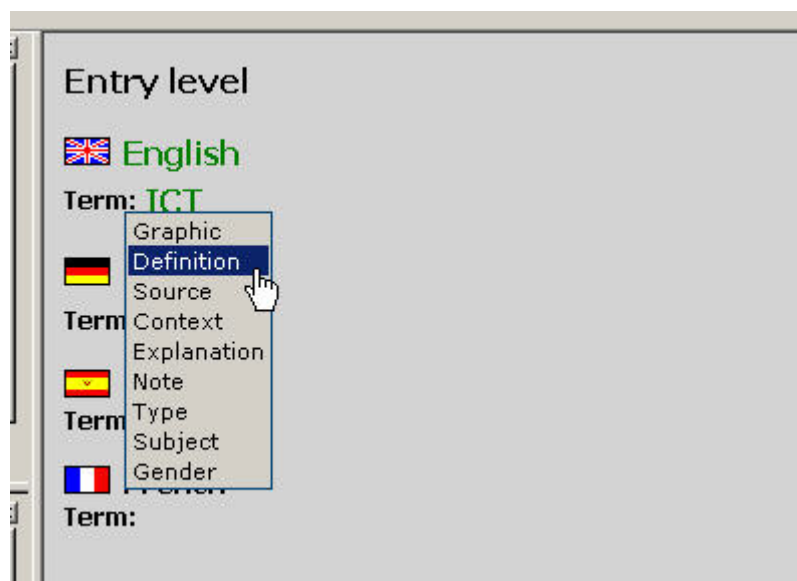 Entry level
English
Term: ICT
Graphic
Definition
Source
Term Context
Explanation
Note
Term Type
Subject
Gender
Term: